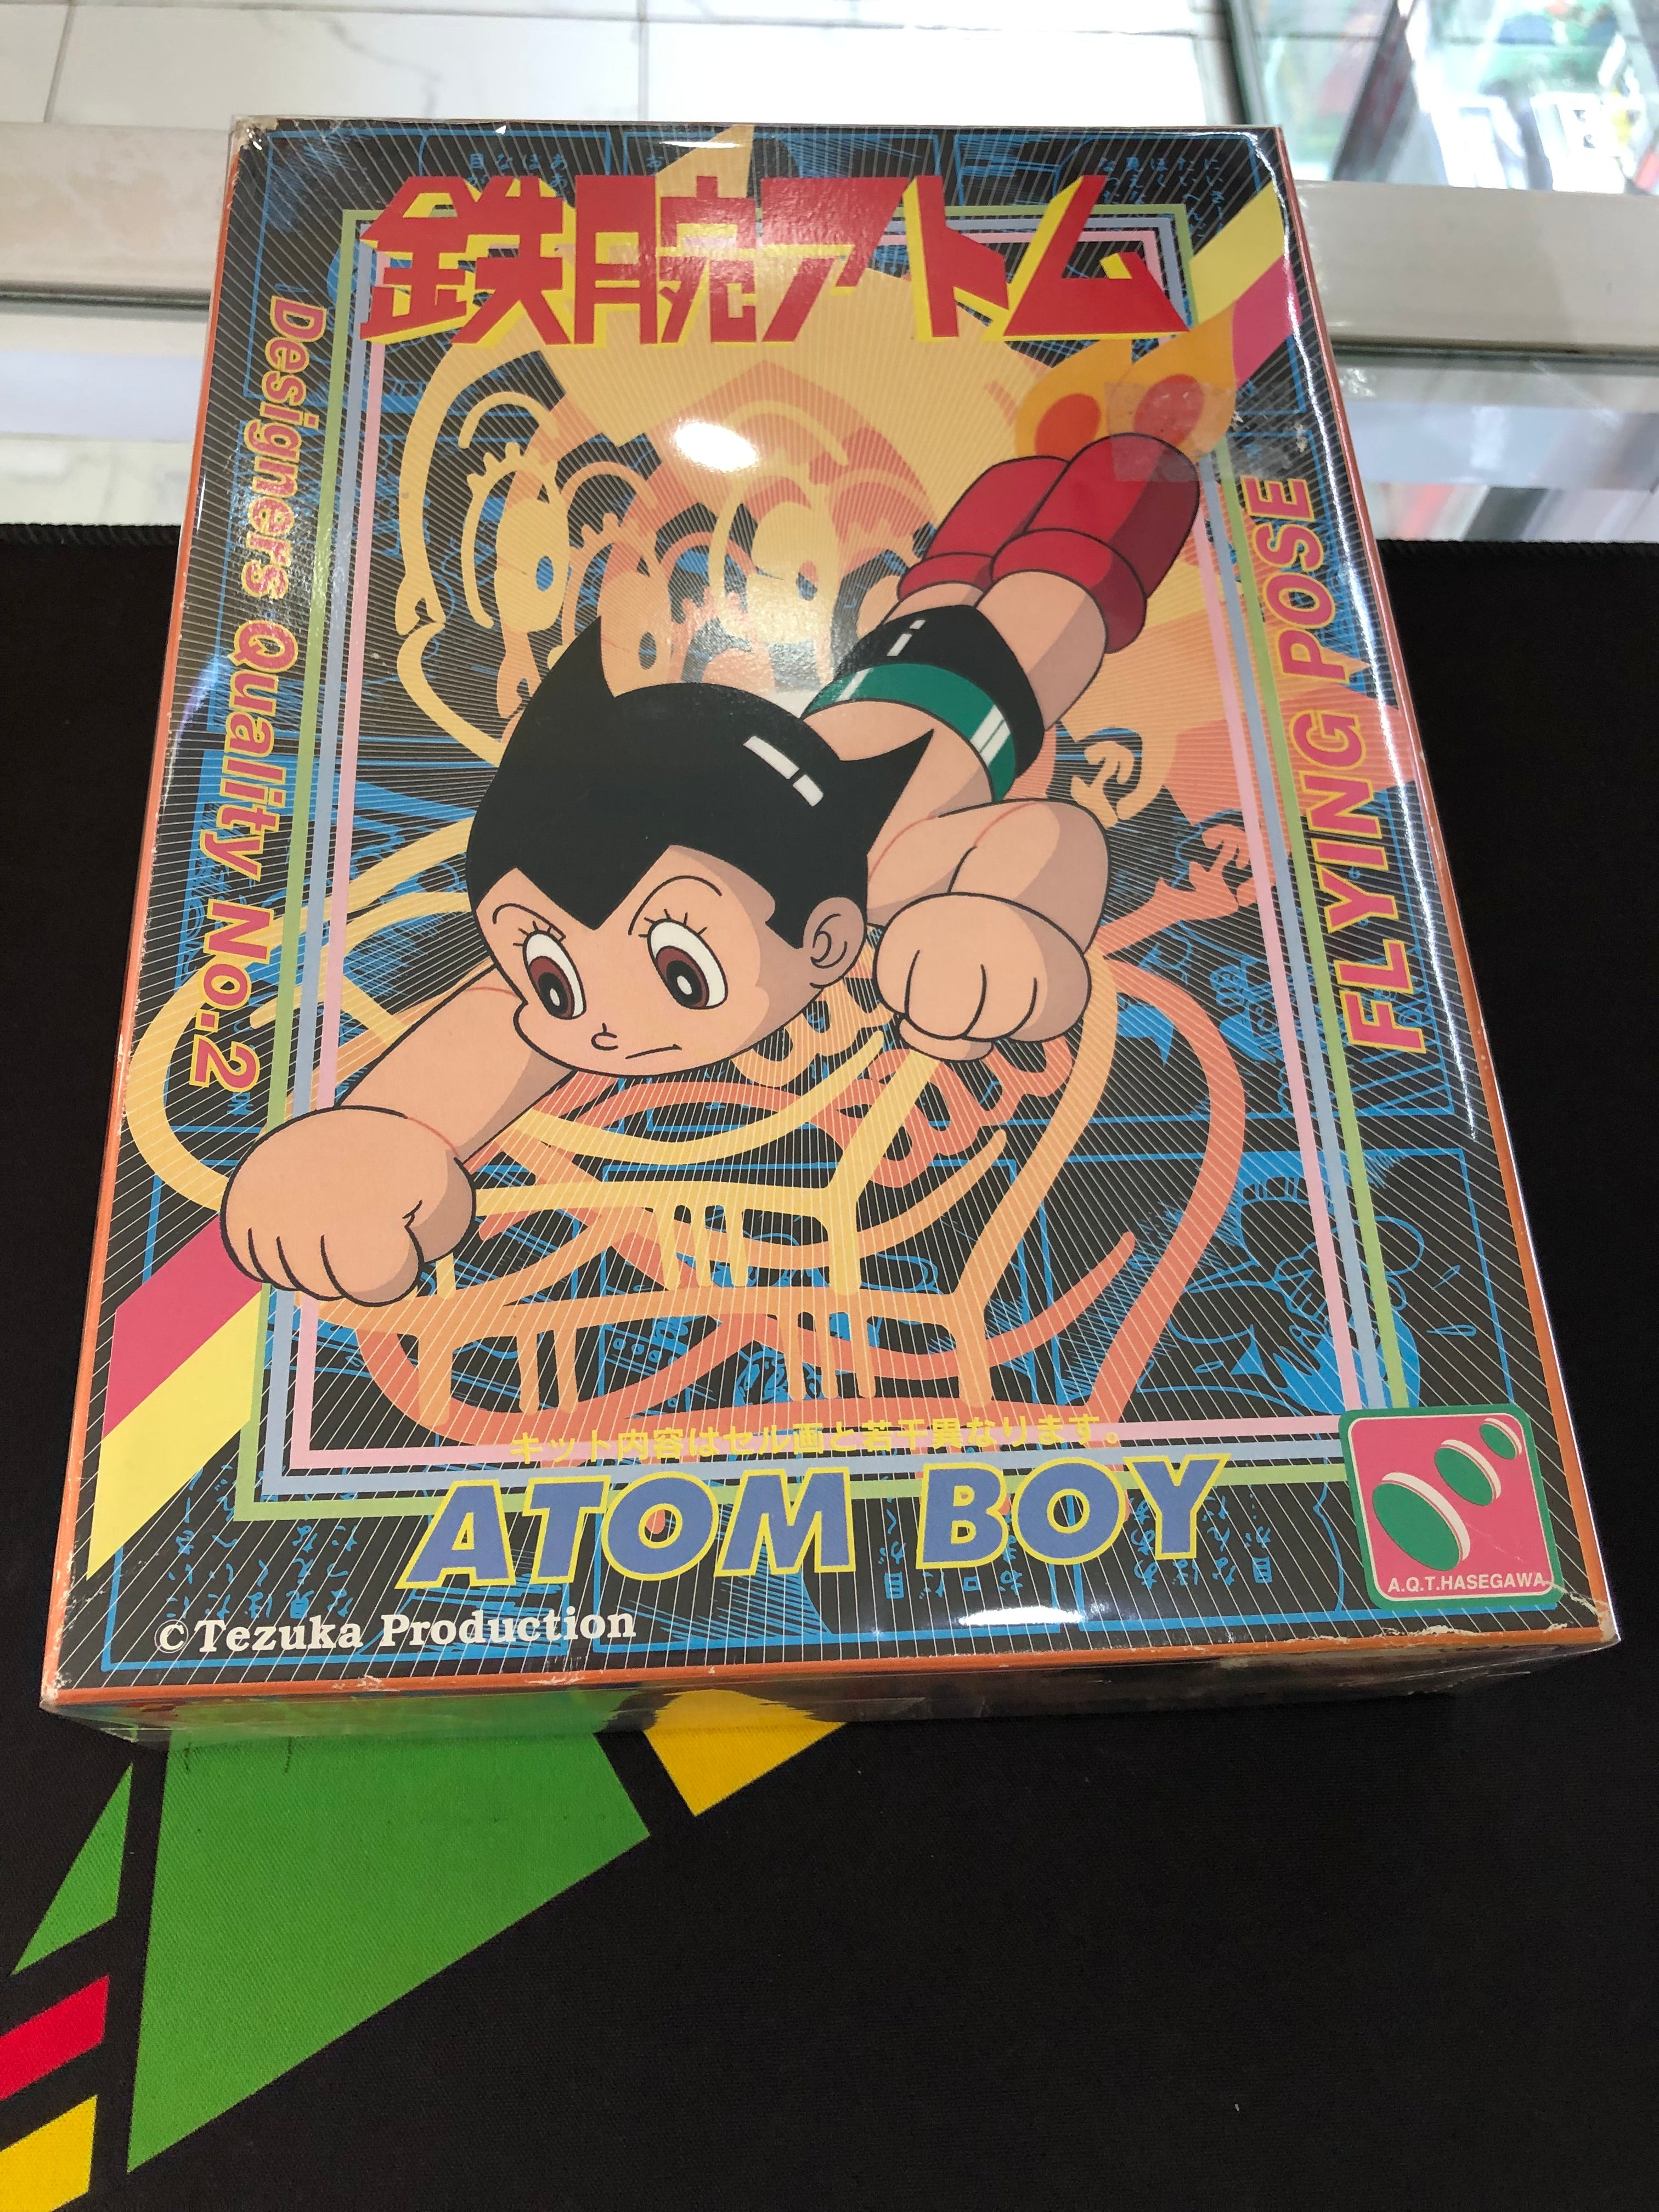 鉄腕アトム
Designers Quality No.2
FLYING POSE
キット内容はセル画と若干異なります。
ATOM BOY
A.Q.T.HASEGAWA
©Tezuka Production